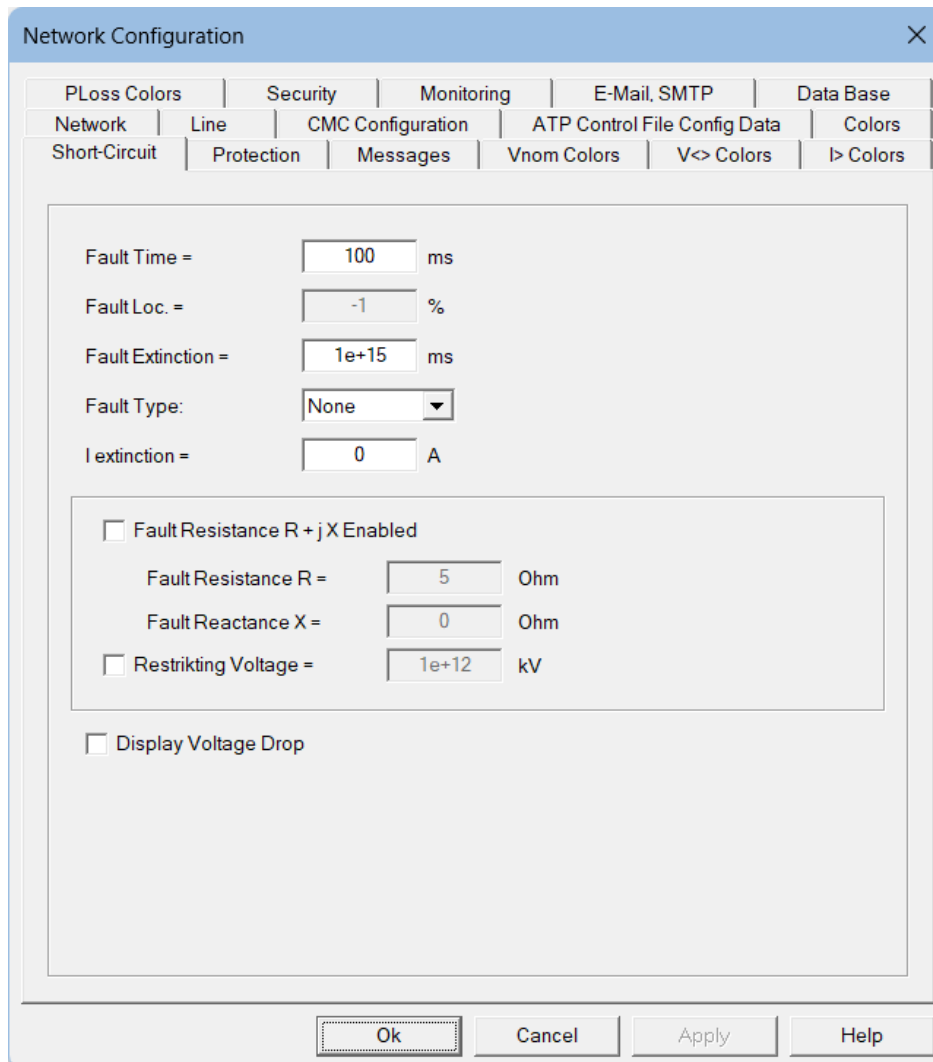 Network Configuration
PLoss Colors Security Monitoring E-Mail, SMTP Data Base
Network Line CMC Configuration ATP Control File Config Data Colors
Short-Circuit Protection Messages Vnom Colors V<> Colors I> Colors
Fault Time = 100 ms
Fault Loc. = -1 %
Fault Extinction = 1e+15 ms
Fault Type: None
I extinction = 0 A
Fault Resistance R + j X Enabled
Fault Resistance R = 5 Ohm
Fault Reactance X = 0 Ohm
Restrikting Voltage = 1e+12 kV
Display Voltage Drop
Ok Cancel Apply Help